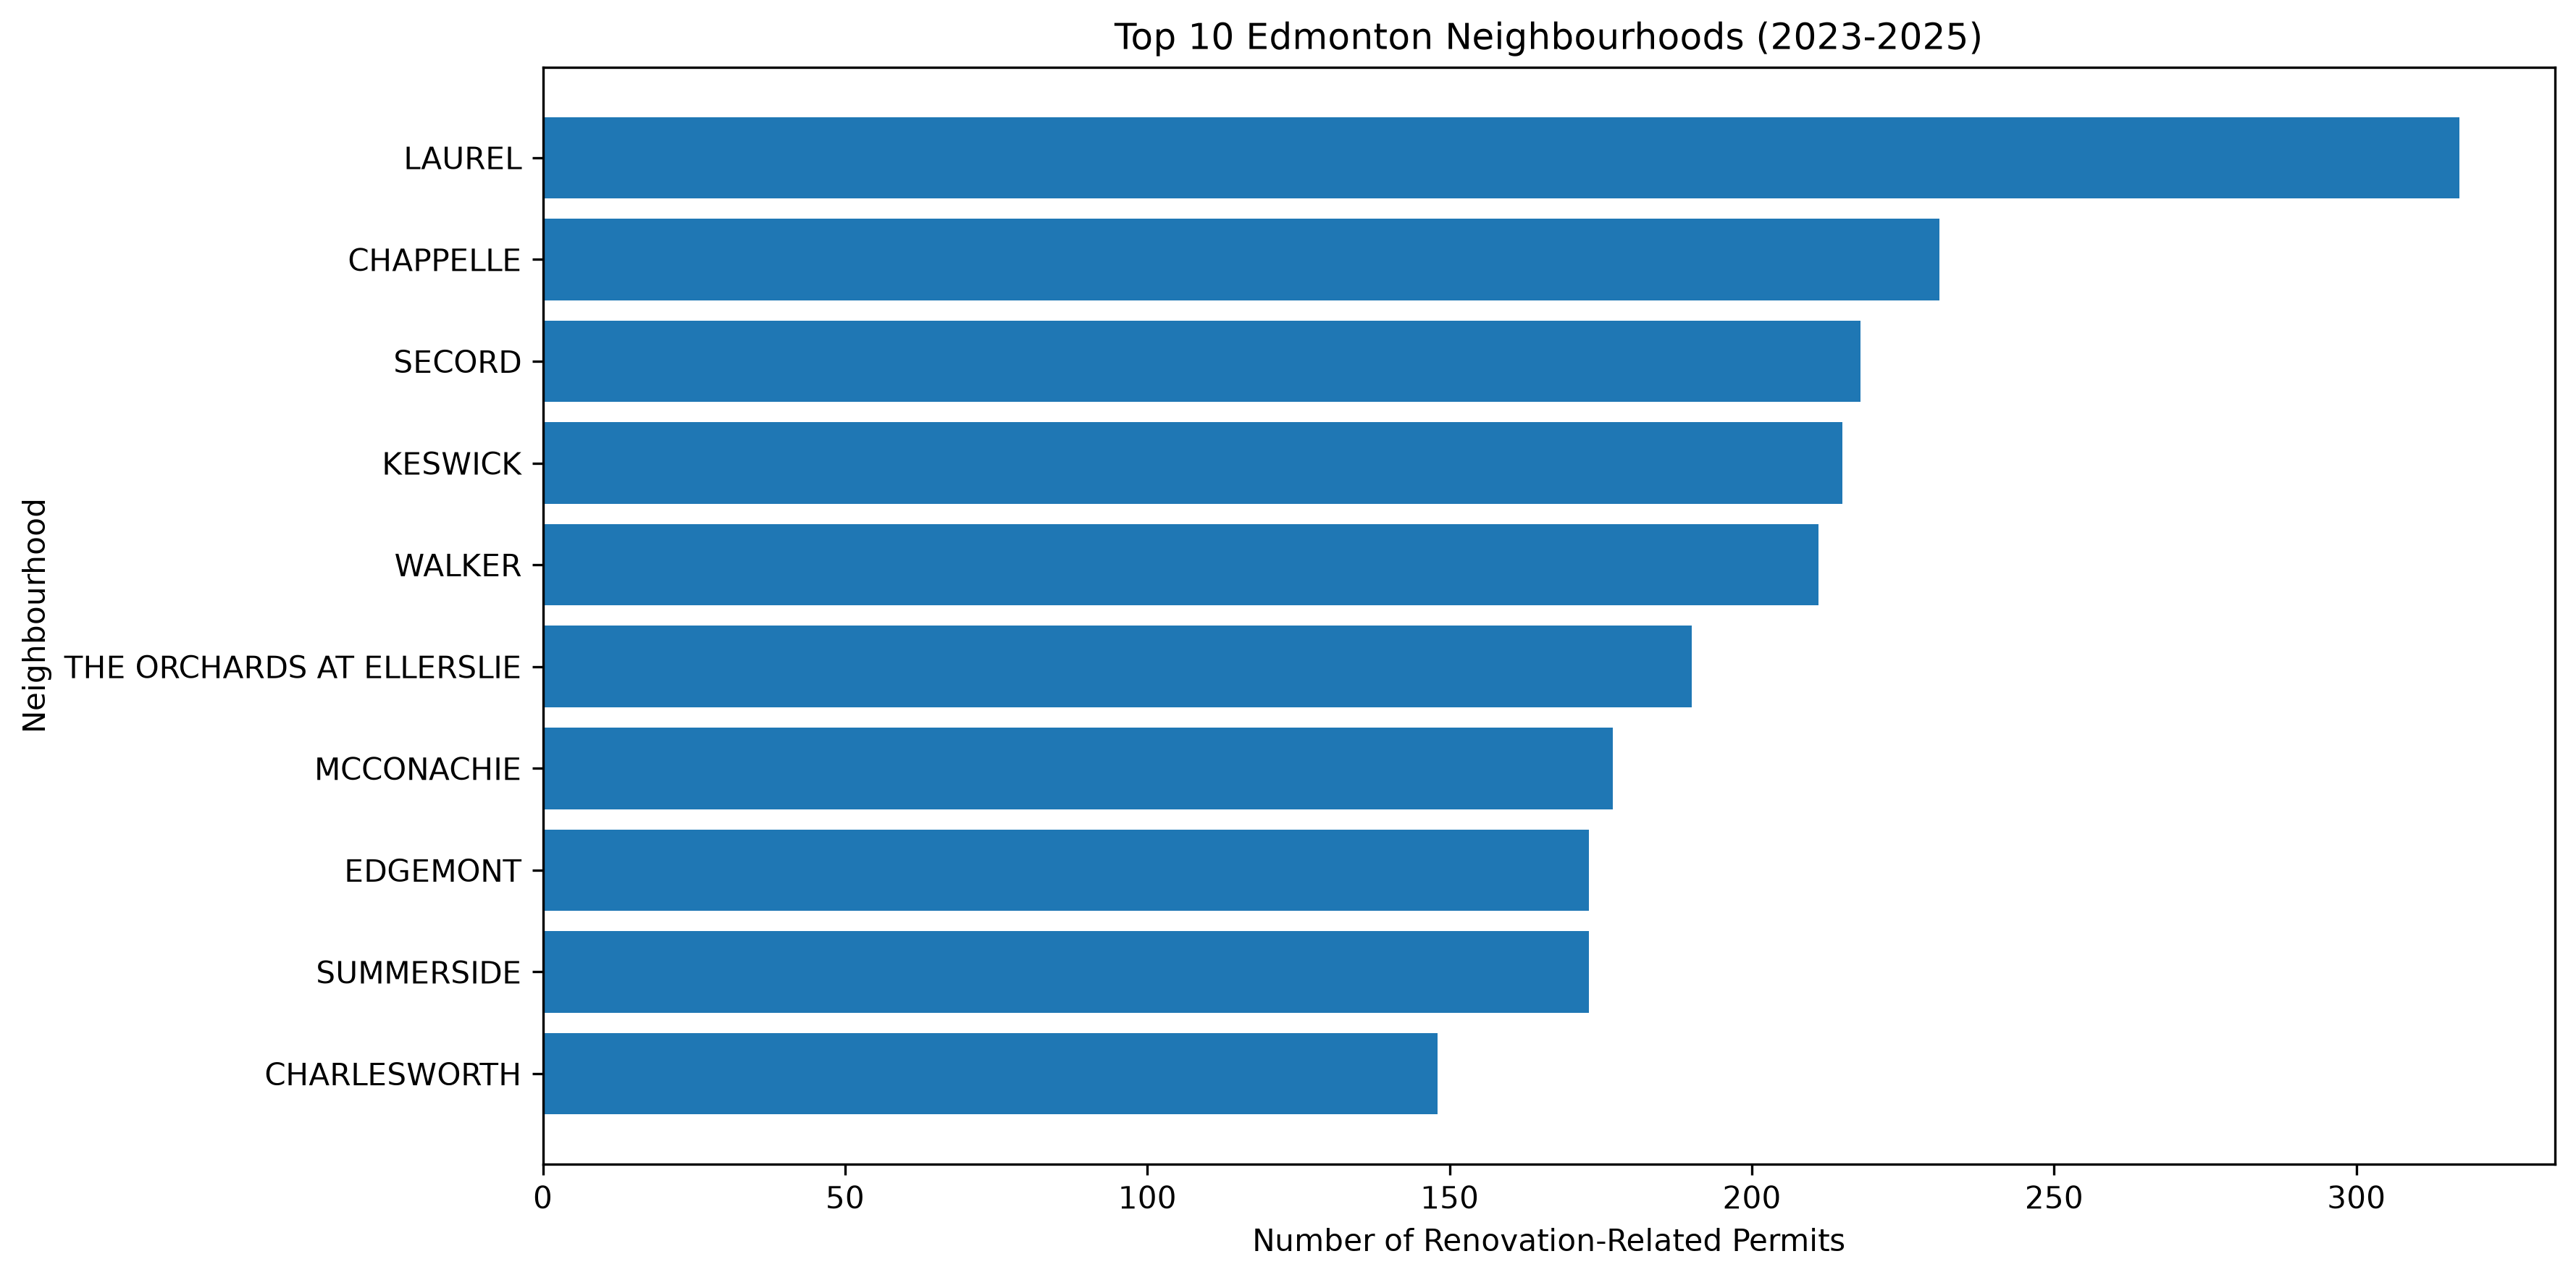 Top 10 Edmonton Neighbourhoods (2023-2025)
Neighbourhood
LAUREL
CHAPPELLE
SECORD
KESWICK
WALKER
THE ORCHARDS AT ELLERSLIE
MCCONACHIE
EDGEMONT
SUMMERSIDE
CHARLESWORTH
0 50 100 150 200 250 300
Number of Renovation-Related Permits